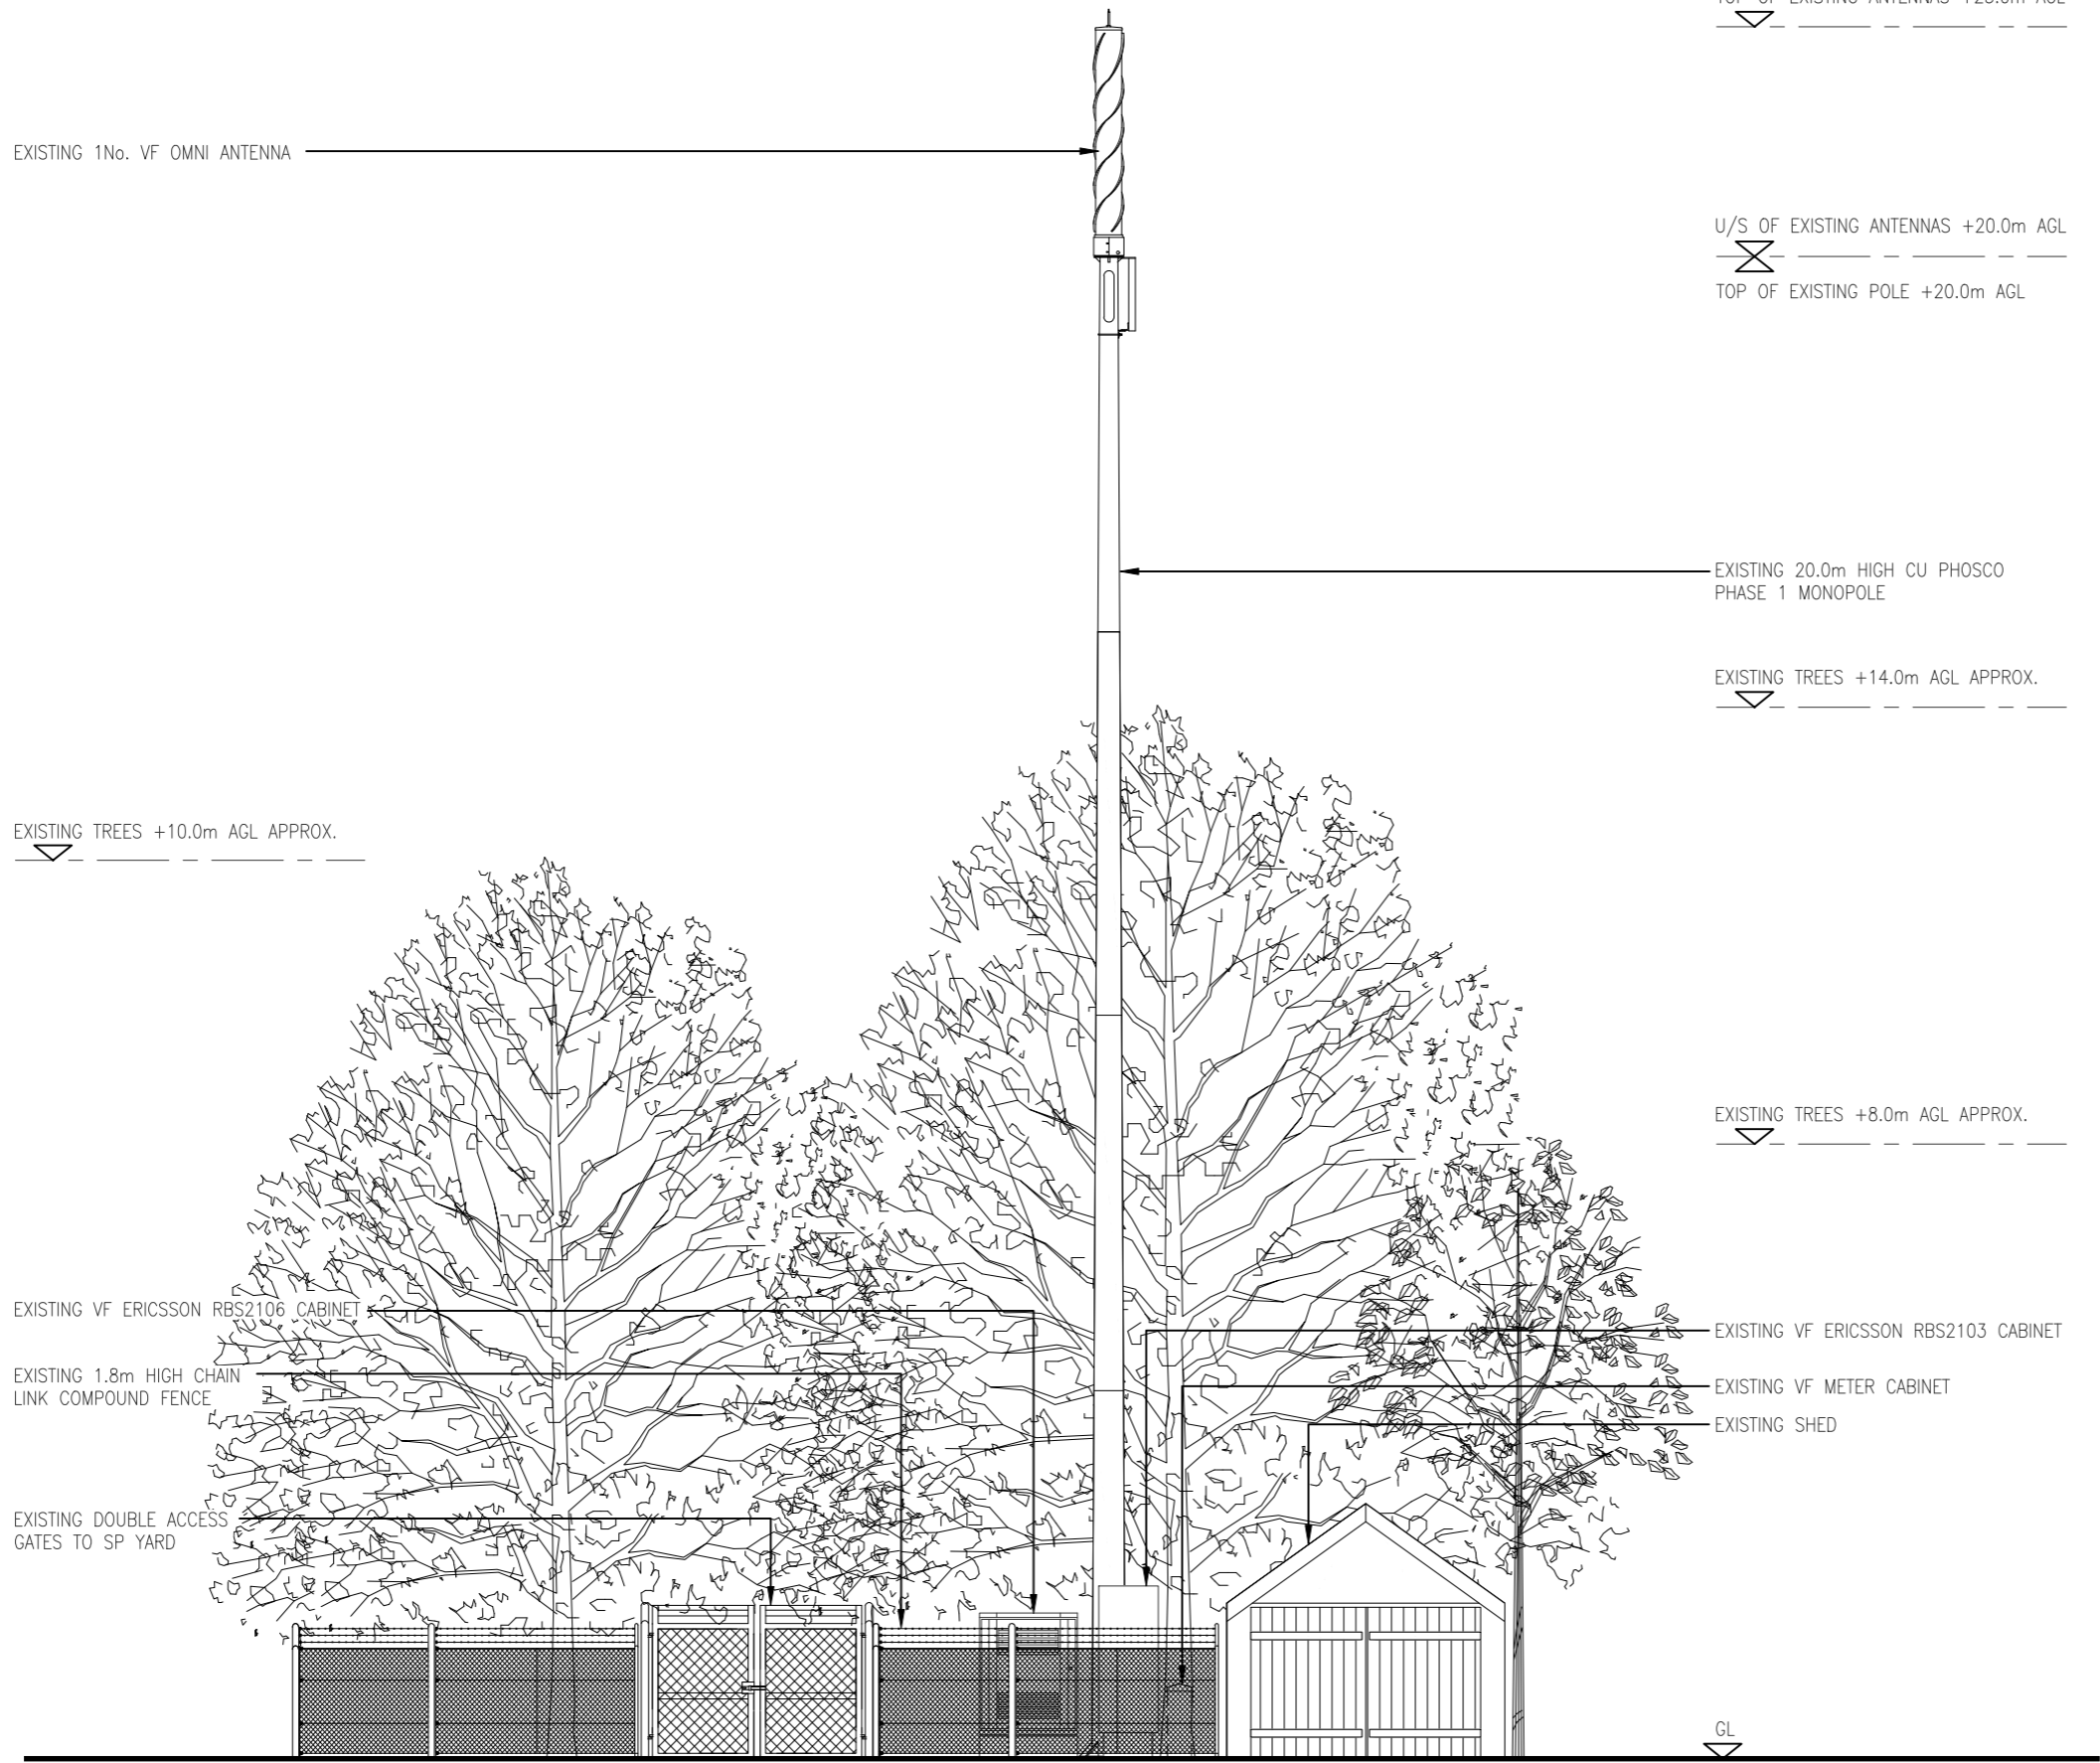 EXISTING 1No. VF OMNI ANTENNA
U/S OF EXISTING ANTENNAS +20.0m AGL
TOP OF EXISTING POLE +20.0m AGL
EXISTING 20.0m HIGH CU PHOSCO
PHASE 1 MONOPOLE
EXISTING TREES +14.0m AGL APPROX.
EXISTING TREES +10.0m AGL APPROX.
EXISTING TREES +8.0m AGL APPROX.
EXISTING VF ERICSSON RBS2106 CABINET
EXISTING VF ERICSSON RBS2103 CABINET
EXISTING 1.8m HIGH CHAIN
LINK COMPOUND FENCE
EXISTING VF METER CABINET
EXISTING SHED
EXISTING DOUBLE ACCESS
GATES TO SP YARD
GL